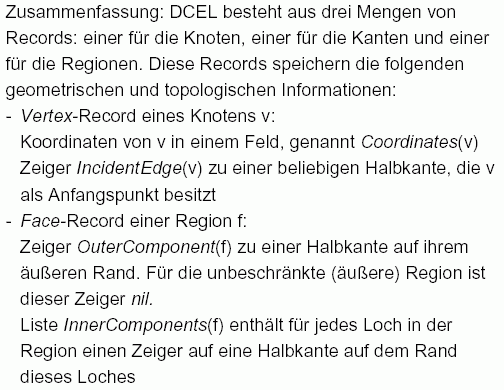 Zusammenfassung: DCEL besteht aus drei Mengen von
Records: einer für die Knoten, einer für die Kanten und einer
für die Regionen. Diese Records speichern die folgenden
geometrischen und topologischen Informationen:
- Vertex-Record eines Knotens v:
Koordinaten von v in einem Feld, genannt Coordinates(v)
Zeiger IncidentEdge(v) zu einer beliebigen Halbkante, die v
als Anfangspunkt besitzt
- Face-Record einer Region f:
Zeiger OuterComponent(f) zu einer Halbkante auf ihrem
äußeren Rand. Für die unbeschränkte (äußere) Region ist
dieser Zeiger nil.
Liste InnerComponents(f) enthält für jedes Loch in der
Region einen Zeiger auf eine Halbkante auf dem Rand
dieses Loches